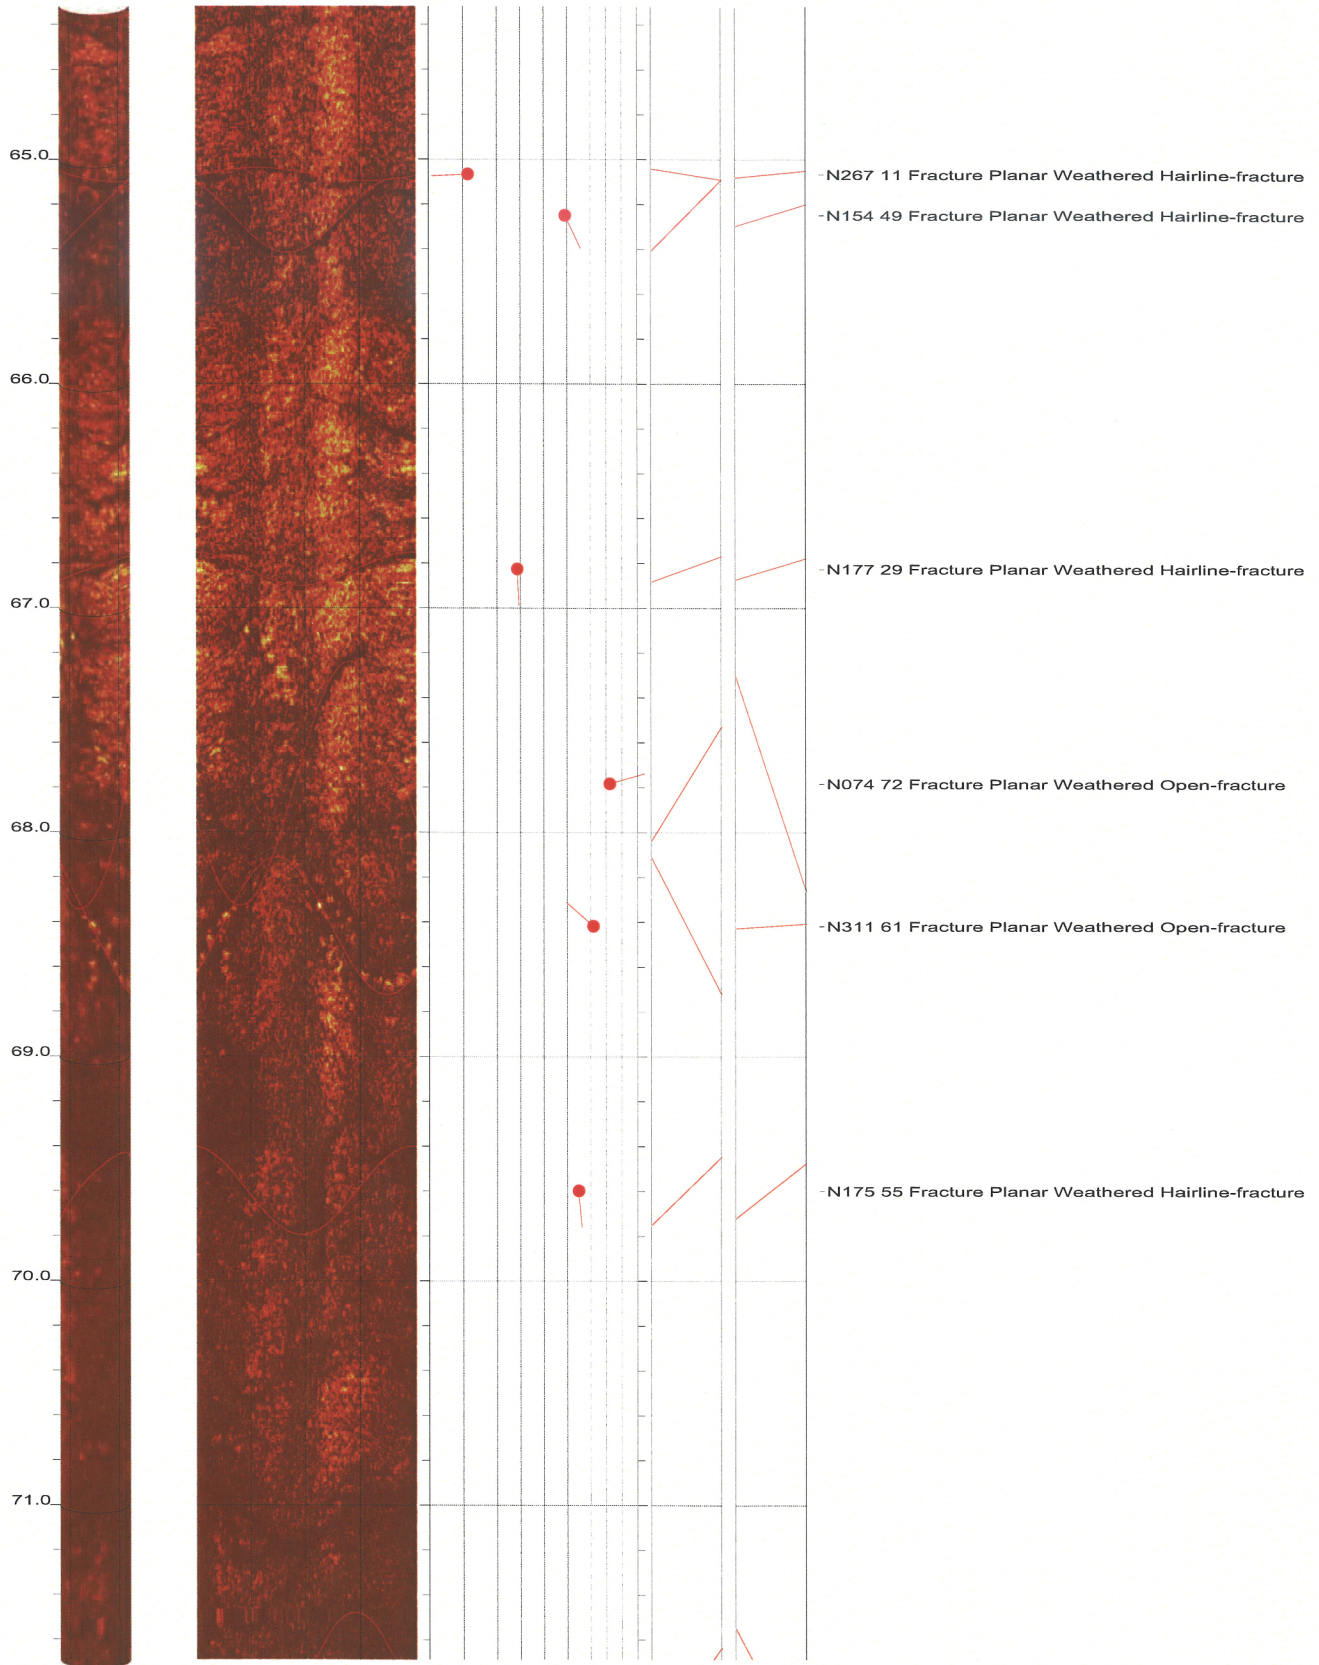 65.0
-N267 11 Fracture Planar Weathered Hairline-fracture
-N154 49 Fracture Planar Weathered Hairline-fracture
66.0
-N177 29 Fracture Planar Weathered Hairline-fracture
67.0
-N074 72 Fracture Planar Weathered Open-fracture
68.0
-N311 61 Fracture Planar Weathered Open-fracture
69.0
-N175 55 Fracture Planar Weathered Hairline-fracture
70.0
71.0